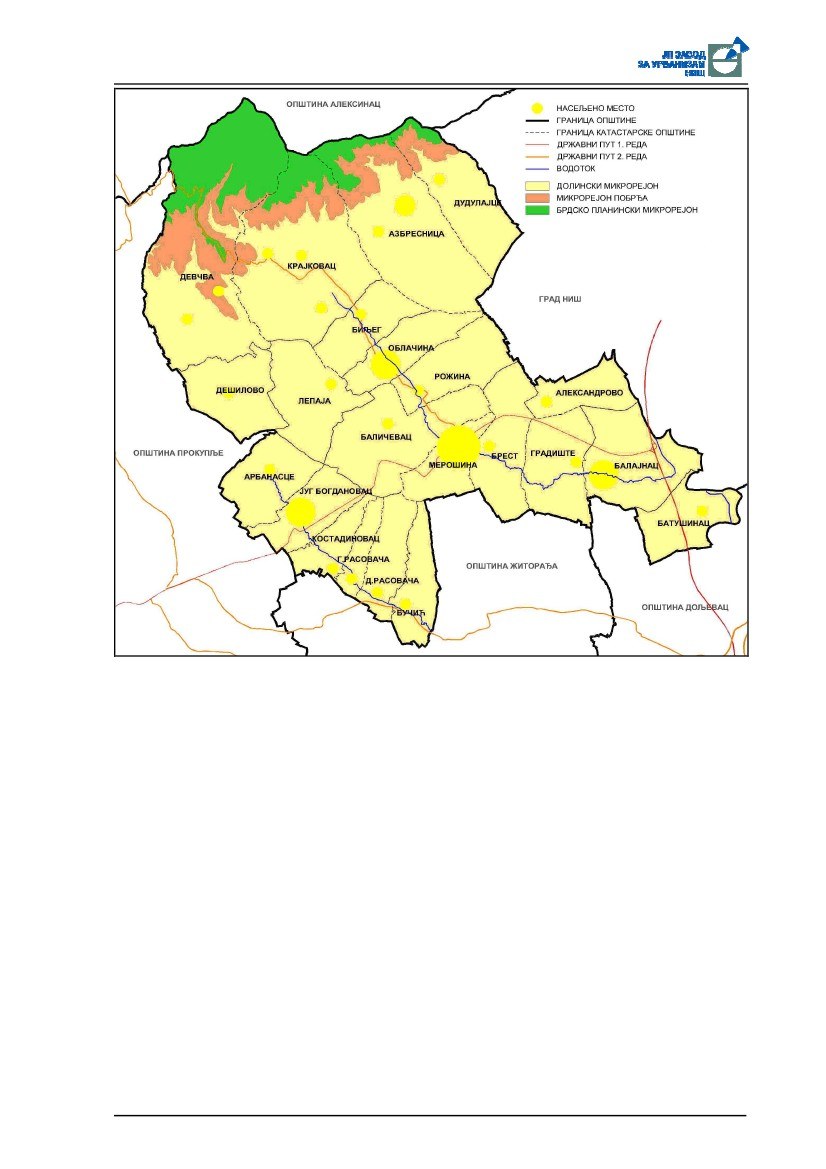 ЈП ЗАВОД
ЗА УРБАНИЗАМ
НИШ
ОПШТИНА АЛЕКСИНАЦ
НАСЕЉЕНО МЕСТО
ГРАНИЦА ОПШТИНЕ
ГРАНИЦА КАТАСТАРСКЕ ОПШТИНЕ
ДРЖАВНИ ПУТ 1. РЕДА
ДРЖАВНИ ПУТ 2. РЕДА
ВОДОТОК
ДОЛИНСКИ МИКРОРЕЈОН
МИКРОРЕЈОН ПОБРЂА
БРДСКО ПЛАНИНСКИ МИКРОРЕЈОН
ДУДУЛАЈЦЕ
АЗБРЕСНИЦА
КРАЈКОВАЦ
ДЕВЧВА
ГРАД НИШ
БИЉЕГ
ОБЛАЧИНА
РОЖИНА
ДЕШИЛОВО
ЛЕПАЈА
АЛЕКСАНДРОВО
БАЛИЧЕВАЦ
ОПШТИНА ПРОКУПЉЕ
БРЕСТ
ГРАДИШТЕ
МЕРОШИНА
БАЛАЈНАЦ
АРБАНАСЦЕ
ЈУГ БОГДАНОВАЦ
БАТУШИНАЦ
КОСТАДИНОВАЦ
Г.РАСОВАЧА
ОПШТИНА ЖИТОРАЂА
Д.РАСОВАЧА
ОПШТИНА ДОЉЕВАЦ
БУЧИЋ